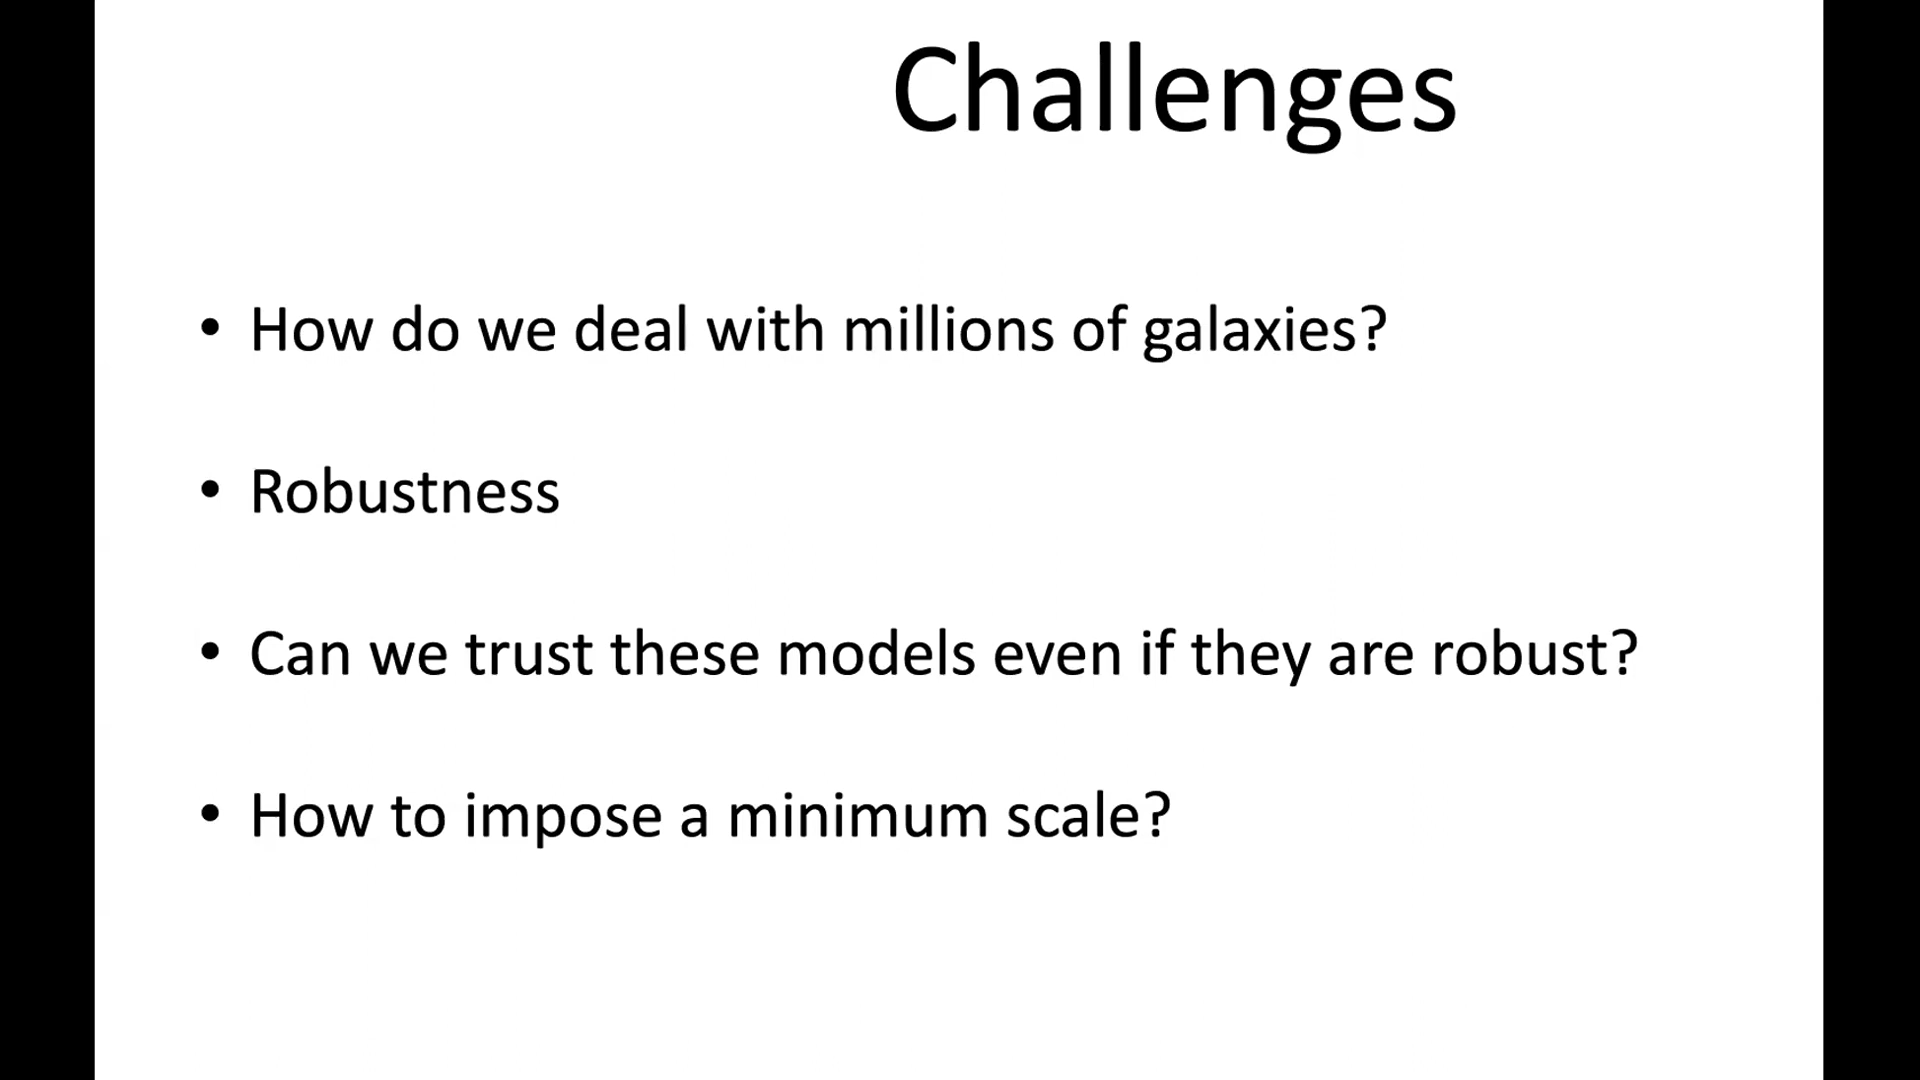 Challenges
• How do we deal with millions of galaxies?
• Robustness
• Can we trust these models even if they are robust?
• How to impose a minimum scale?